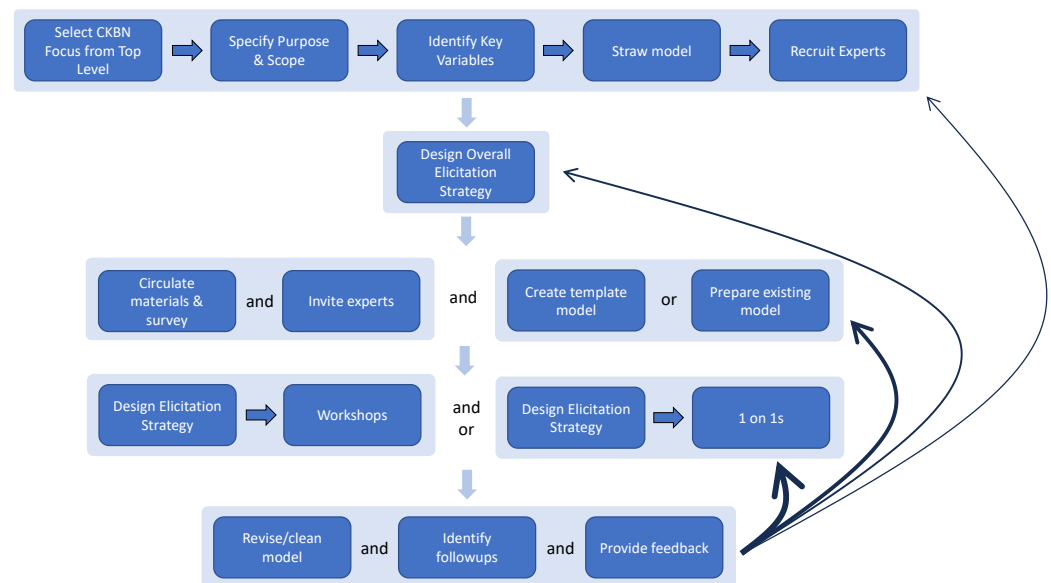 Select CKBN
Focus from Top
Level
Specify Purpose
& Scope
Identify Key
Variables
Straw model
Recruit Experts
Design Overall
Elicitation
Strategy
Circulate
materials &
survey
and
Invite experts
and
Create template
model
or
Prepare existing
model
Design Elicitation
Strategy
Workshops
and
or
Design Elicitation
Strategy
1 on 1s
Revise/clean
model
and
Identify
followups
and
Provide feedback